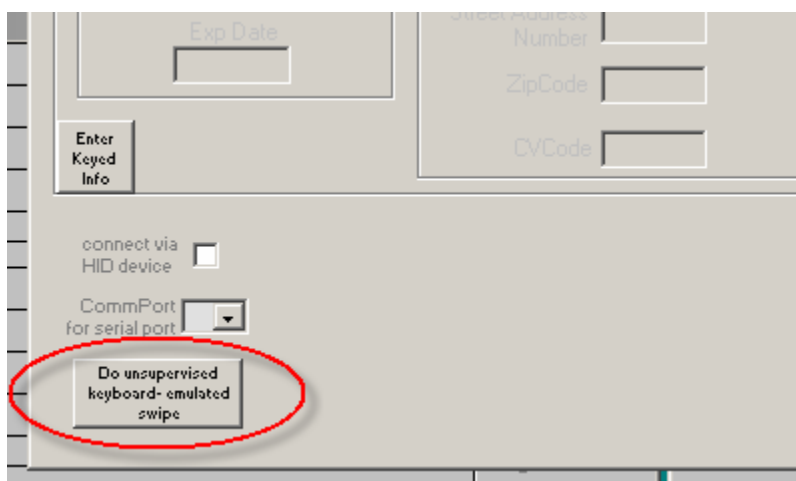 Exp Date
Street Address
Number
ZipCode
CVCode
Enter
Keyed
Info
connect via
HID device
CommPort
for serial port
Do unsupervised
keyboard- emulated
swipe